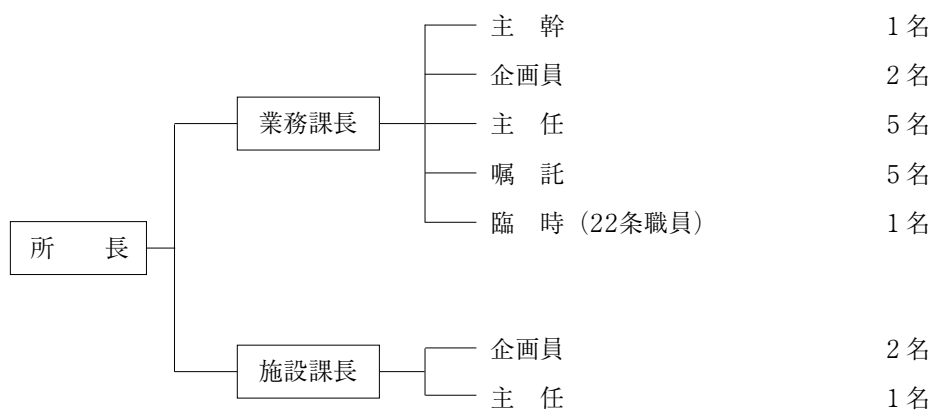 主　幹　1名
企画員　2名
業務課長
主　任　5名
嘱　託　5名
臨　時（22条職員）　1名
所　長
企画員　2名
施設課長
主　任　1名